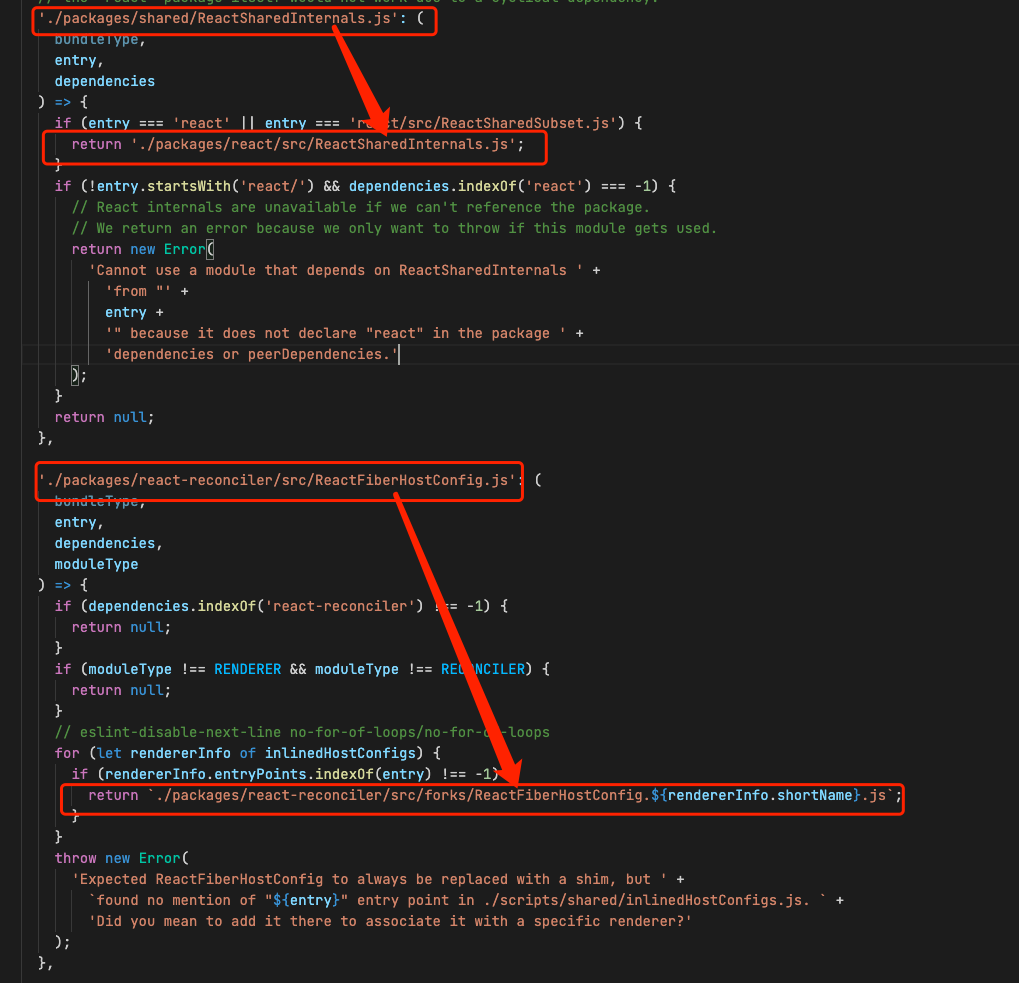 // the 'react' package itself would not work due to a cyclical dependency.
'./packages/shared/ReactSharedInternals.js': (
bundleType,
entry,
dependencies
) => {
if (entry === 'react' || entry === 'react/src/ReactSharedSubset.js') {
return './packages/react/src/ReactSharedInternals.js';
}
if (!entry.startsWith('react/') && dependencies.indexOf('react') === -1) {
// React internals are unavailable if we can't reference the package.
// We return an error because we only want to throw if this module gets used.
return new Error(
'Cannot use a module that depends on ReactSharedInternals ' +
'from "' +
entry +
'" because it does not declare "react" in the package ' +
'dependencies or peerDependencies.'
);
}
return null;
},
'./packages/react-reconciler/src/ReactFiberHostConfig.js': (
bundleType,
entry,
dependencies,
moduleType
) => {
if (dependencies.indexOf('react-reconciler') !== -1) {
return null;
}
if (moduleType !== RENDERER && moduleType !== RECONCILER) {
return null;
}
// eslint-disable-next-line no-for-of-loops/no-for-of-loops
for (let rendererInfo of inlinedHostConfigs) {
if (rendererInfo.entryPoints.indexOf(entry) !== -1)
return `./packages/react-reconciler/src/forks/ReactFiberHostConfig.${rendererInfo.shortName}.js`;
}
}
throw new Error(
'Expected ReactFiberHostConfig to always be replaced with a shim, but ' +
`found no mention of "${entry}" entry point in ./scripts/shared/inlinedHostConfigs.js. ` +
'Did you mean to add it there to associate it with a specific renderer?'
);
},